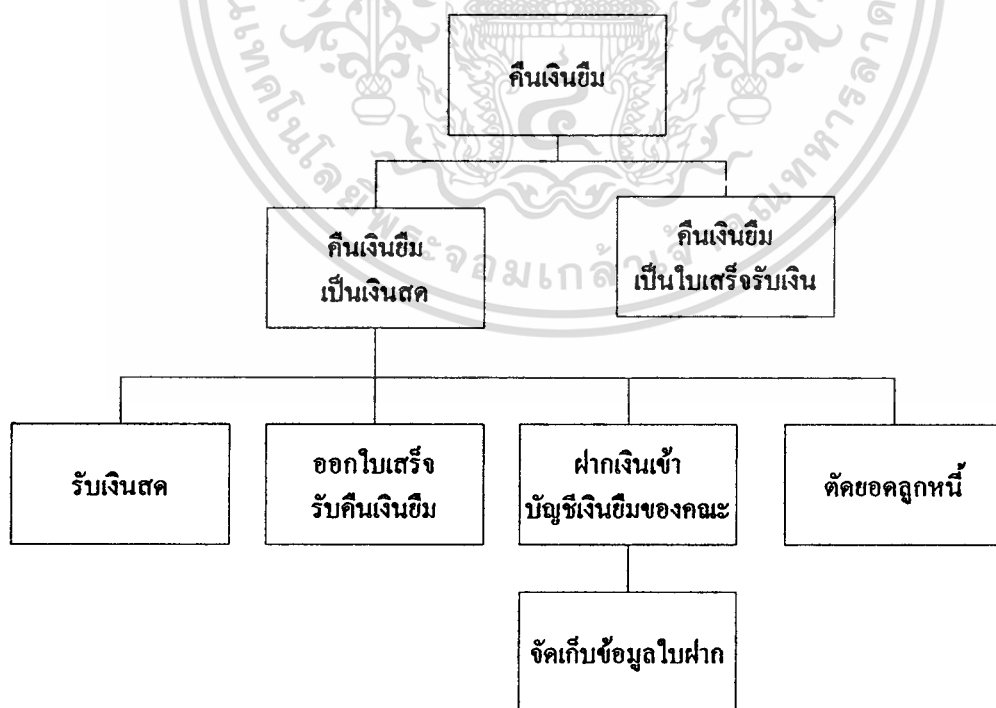 คืนเงินยืม
คืนเงินยืม
เป็นเงินสด
คืนเงินยืม
เป็นใบเสร็จรับเงิน
รับเงินสด
ออกใบเสร็จ
รับคืนเงินยืม
ฝากเงินเข้า
บัญชีเงินยืมของคณะ
ตัดยอดลูกหนี้
จัดเก็บข้อมูลใบฝาก